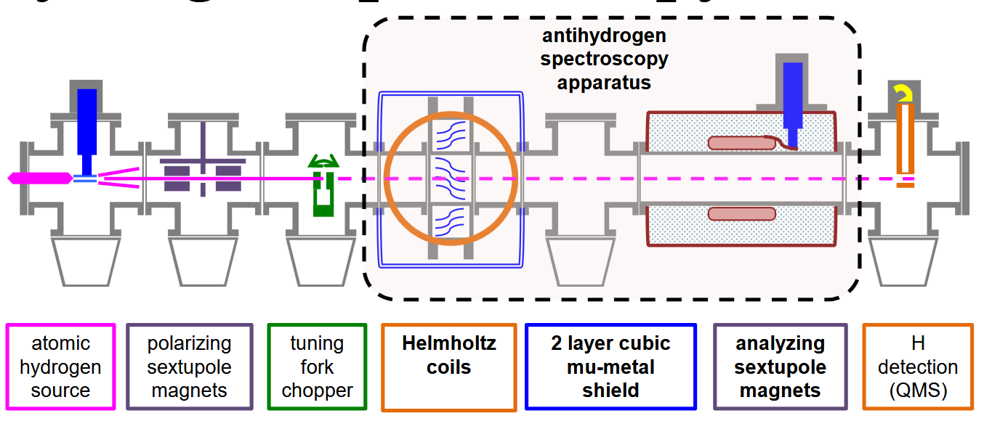 antihydrogen
spectroscopy
apparatus
atomic
hydrogen
source
polarizing
sextupole
magnets
tuning
fork
chopper
Helmholtz
coils
2 layer cubic
mu-metal
shield
analyzing
sextupole
magnets
H
detection
(QMS)